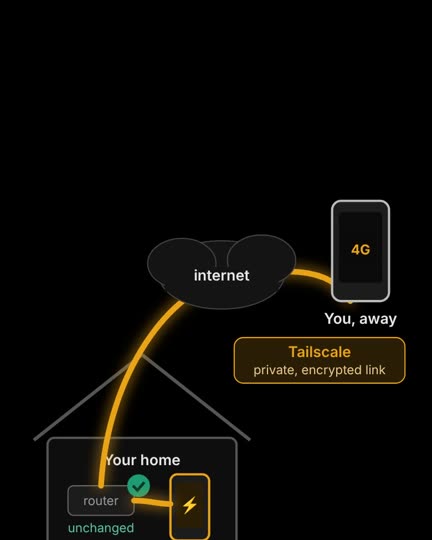 4G
internet
You, away
Tailscale
private, encrypted link
Your home
router
unchanged